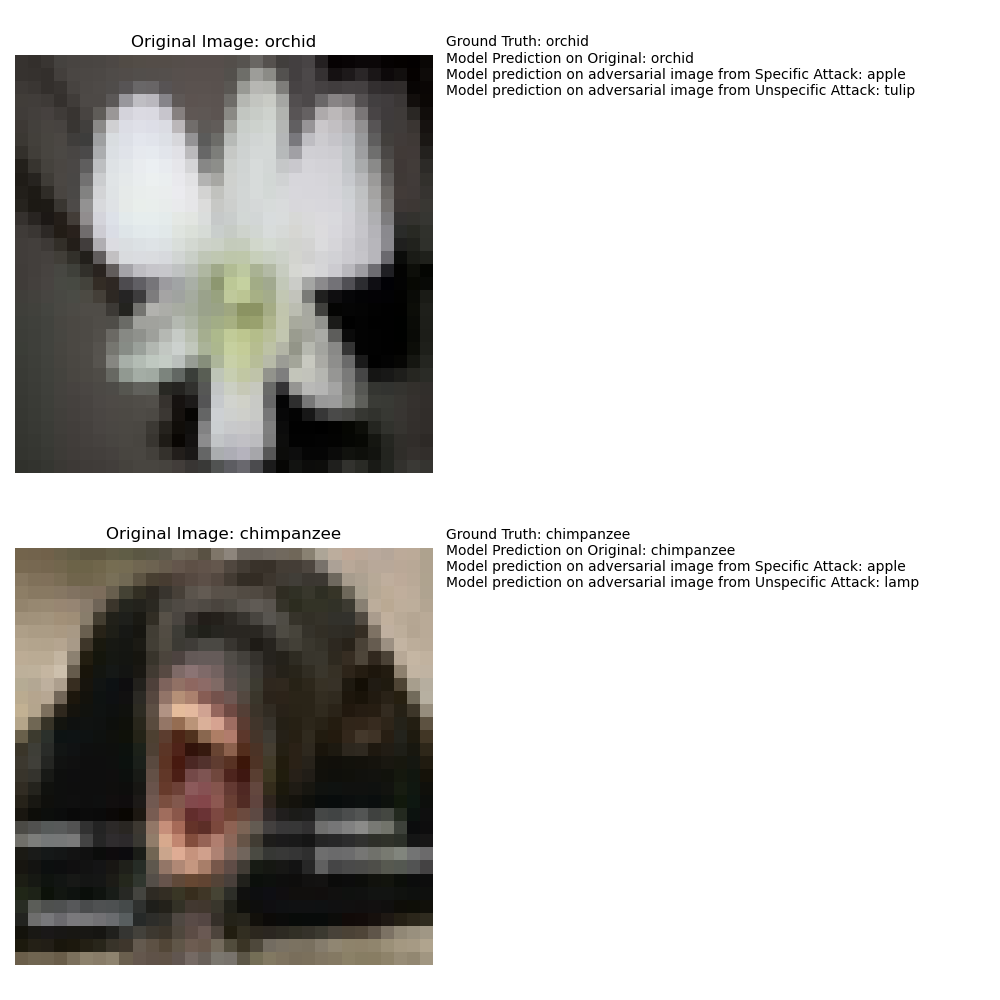 Original Image: orchid
Ground Truth: orchid
Model Prediction on Original: orchid
Model prediction on adversarial image from Specific Attack: apple
Model prediction on adversarial image from Unspecific Attack: tulip
Original Image: chimpanzee
Ground Truth: chimpanzee
Model Prediction on Original: chimpanzee
Model prediction on adversarial image from Specific Attack: apple
Model prediction on adversarial image from Unspecific Attack: lamp